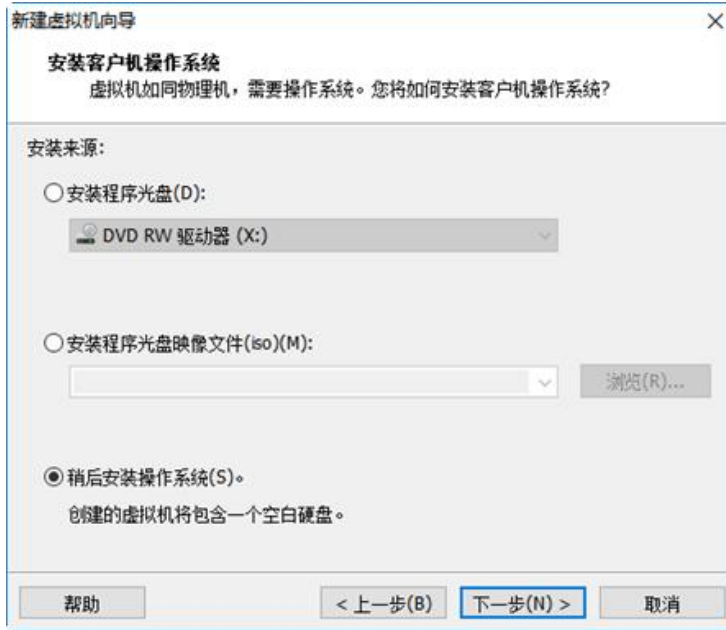 新建虚拟机向导
安装客户机操作系统
虚拟机如同物理机，需要操作系统。您将如何安装客户机操作系统?
安装来源:
安装程序光盘(D):
DVD RW 驱动器 (X:)
安装程序光盘映像文件(iso)(M):
浏览(R)...
稍后安装操作系统(S)。
创建的虚拟机将包含一个空白硬盘。
帮助 < 上一步(B) 下一步(N) > 取消